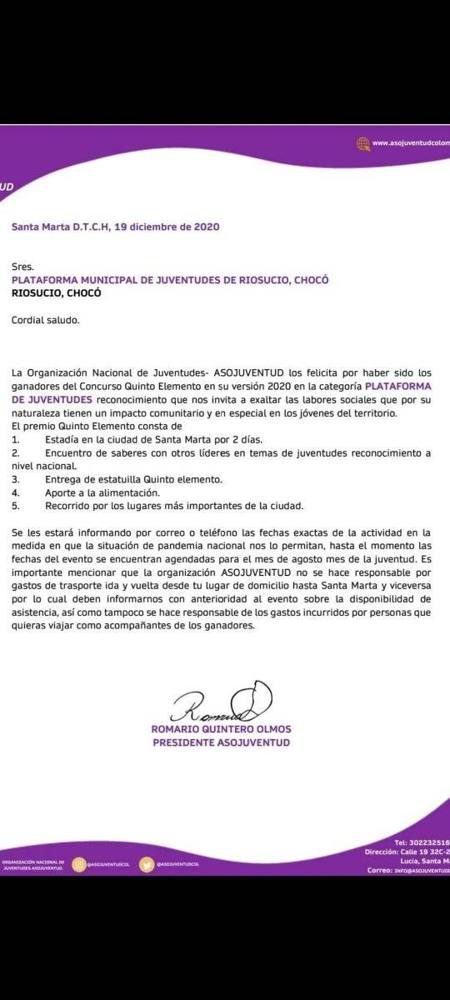 www.asojuventudcolom
UD
Santa Marta D.T.C.H, 19 diciembre de 2020
Sres.
PLATAFORMA MUNICIPAL DE JUVENTUDES DE RIOSUCIO, CHOCÓ
RIOSUCIO, CHOCÓ
Cordial saludo.
La Organización Nacional de Juventudes- ASOJUVENTUD los felicita por haber sido los
ganadores del Concurso Quinto Elemento en su versión 2020 en la categoría PLATAFORMA
DE JUVENTUDES reconocimiento que nos invita a exaltar las labores sociales que por su
naturaleza tienen un impacto comunitario y en especial en los jóvenes del territorio.
El premio Quinto Elemento consta de
1. Estadía en la ciudad de Santa Marta por 2 días.
2. Encuentro de saberes con otros líderes en temas de juventudes reconocimiento a
nivel nacional.
3. Entrega de estatuilla Quinto elemento.
4. Aporte a la alimentación.
5. Recorrido por los lugares más importantes de la ciudad.
Se les estará informando por correo o teléfono las fechas exactas de la actividad en la
medida en que la situación de pandemia nacional nos lo permitan, hasta el momento las
fechas del evento se encuentran agendadas para el mes de agosto mes de la juventud. Es
importante mencionar que la organización ASOJUVENTUD no se hace responsable por
gastos de trasporte ida y vuelta desde tu lugar de domicilio hasta Santa Marta y viceversa
por lo cual deben informarnos con anterioridad al evento sobre la disponibilidad de
asistencia, así como tampoco se hace responsable de los gastos incurridos por personas que
quieras viajar como acompañantes de los ganadores.
ROMARIO QUINTERO OLMOS
PRESIDENTE ASOJUVENTUD
ORGANIZACIÓN NACIONAL DE
JUVENTUDES ASOJUVENTUD.
@ASOJUVENTUDCOL
@ASOJUVENTUDCOL
Tel: 302232516
Dirección: Calle 19 32C-2
Lucia, Santa M
Correo: INFO@ASOJUVENTUD